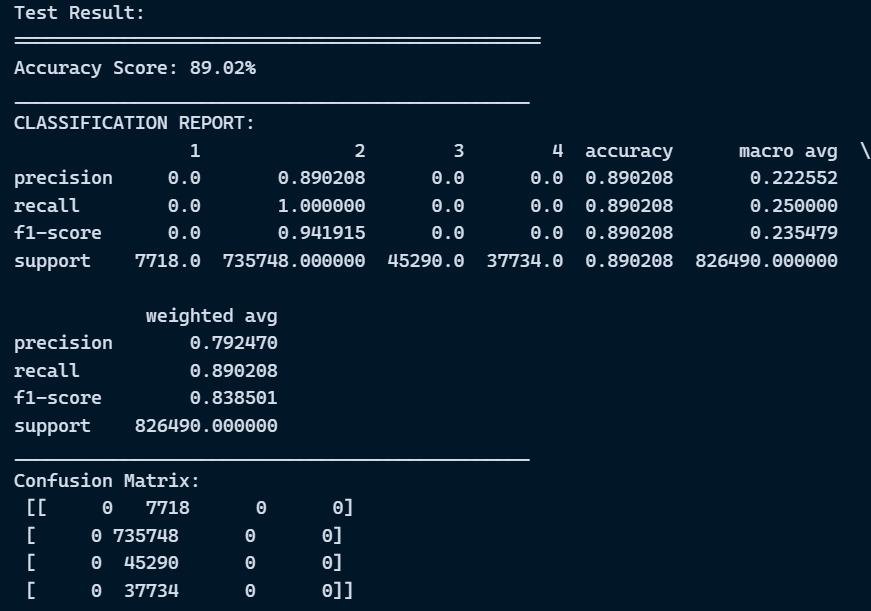 Test Result:
================================================
Accuracy Score: 89.02%
_______________________________________________
CLASSIFICATION REPORT:
                1              2        3        4  accuracy      macro avg  \
precision     0.0       0.890208      0.0      0.0  0.890208       0.222552
recall        0.0       1.000000      0.0      0.0  0.890208       0.250000
f1-score      0.0       0.941915      0.0      0.0  0.890208       0.235479
support    7718.0  735748.000000  45290.0  37734.0  0.890208  826490.000000
            weighted avg
precision       0.792470
recall          0.890208
f1-score        0.838501
support    826490.000000
_______________________________________________
Confusion Matrix:
 [[     0   7718      0      0]
 [     0 735748      0      0]
 [     0  45290      0      0]
 [     0  37734      0      0]]